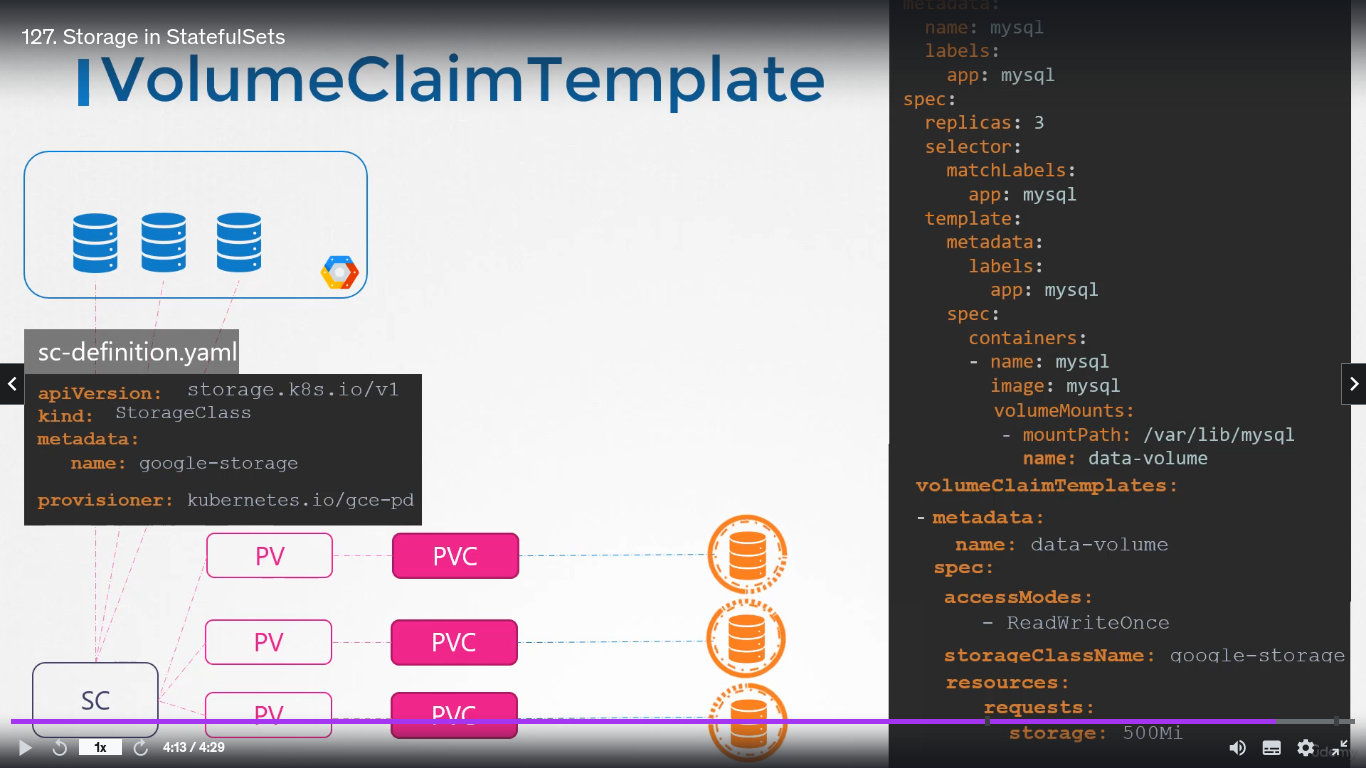 127. Storage in StatefulSets
VolumeClaimTemplate
sc-definition.yaml
apiVersion: storage.k8s.io/v1
kind: StorageClass
metadata:
name: google-storage
provisioner: kubernetes.io/gce-pd
PV
PVC
PV
PVC
SC
PV
PVC
metadata:
name: mysql
labels:
app: mysql
spec:
replicas: 3
selector:
matchLabels:
app: mysql
template:
metadata:
labels:
app: mysql
spec:
containers:
- name: mysql
image: mysql
volumeMounts:
- mountPath: /var/lib/mysql
name: data-volume
volumeClaimTemplates:
- metadata:
name: data-volume
spec:
accessModes:
- ReadWriteOnce
storageClassName: google-storage
resources:
requests:
storage: 500Mi
1x
4:13 / 4:29
Udemy